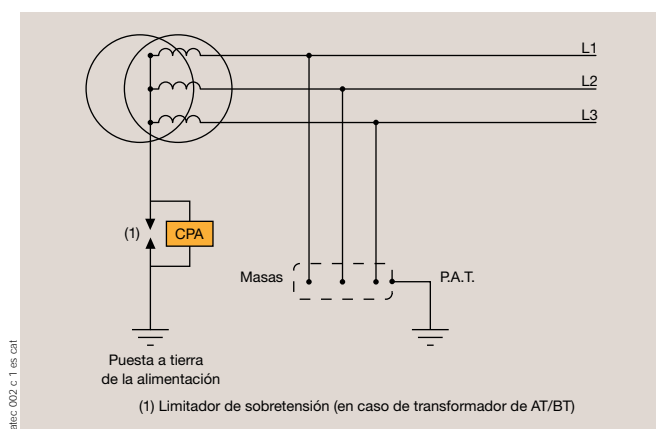 L1
L2
L3
(1)
CPA
Masas
P.A.T.
Puesta a tierra
de la alimentación
(1) Limitador de sobretensión (en caso de transformador de AT/BT)
atec 002 c 1 es cat